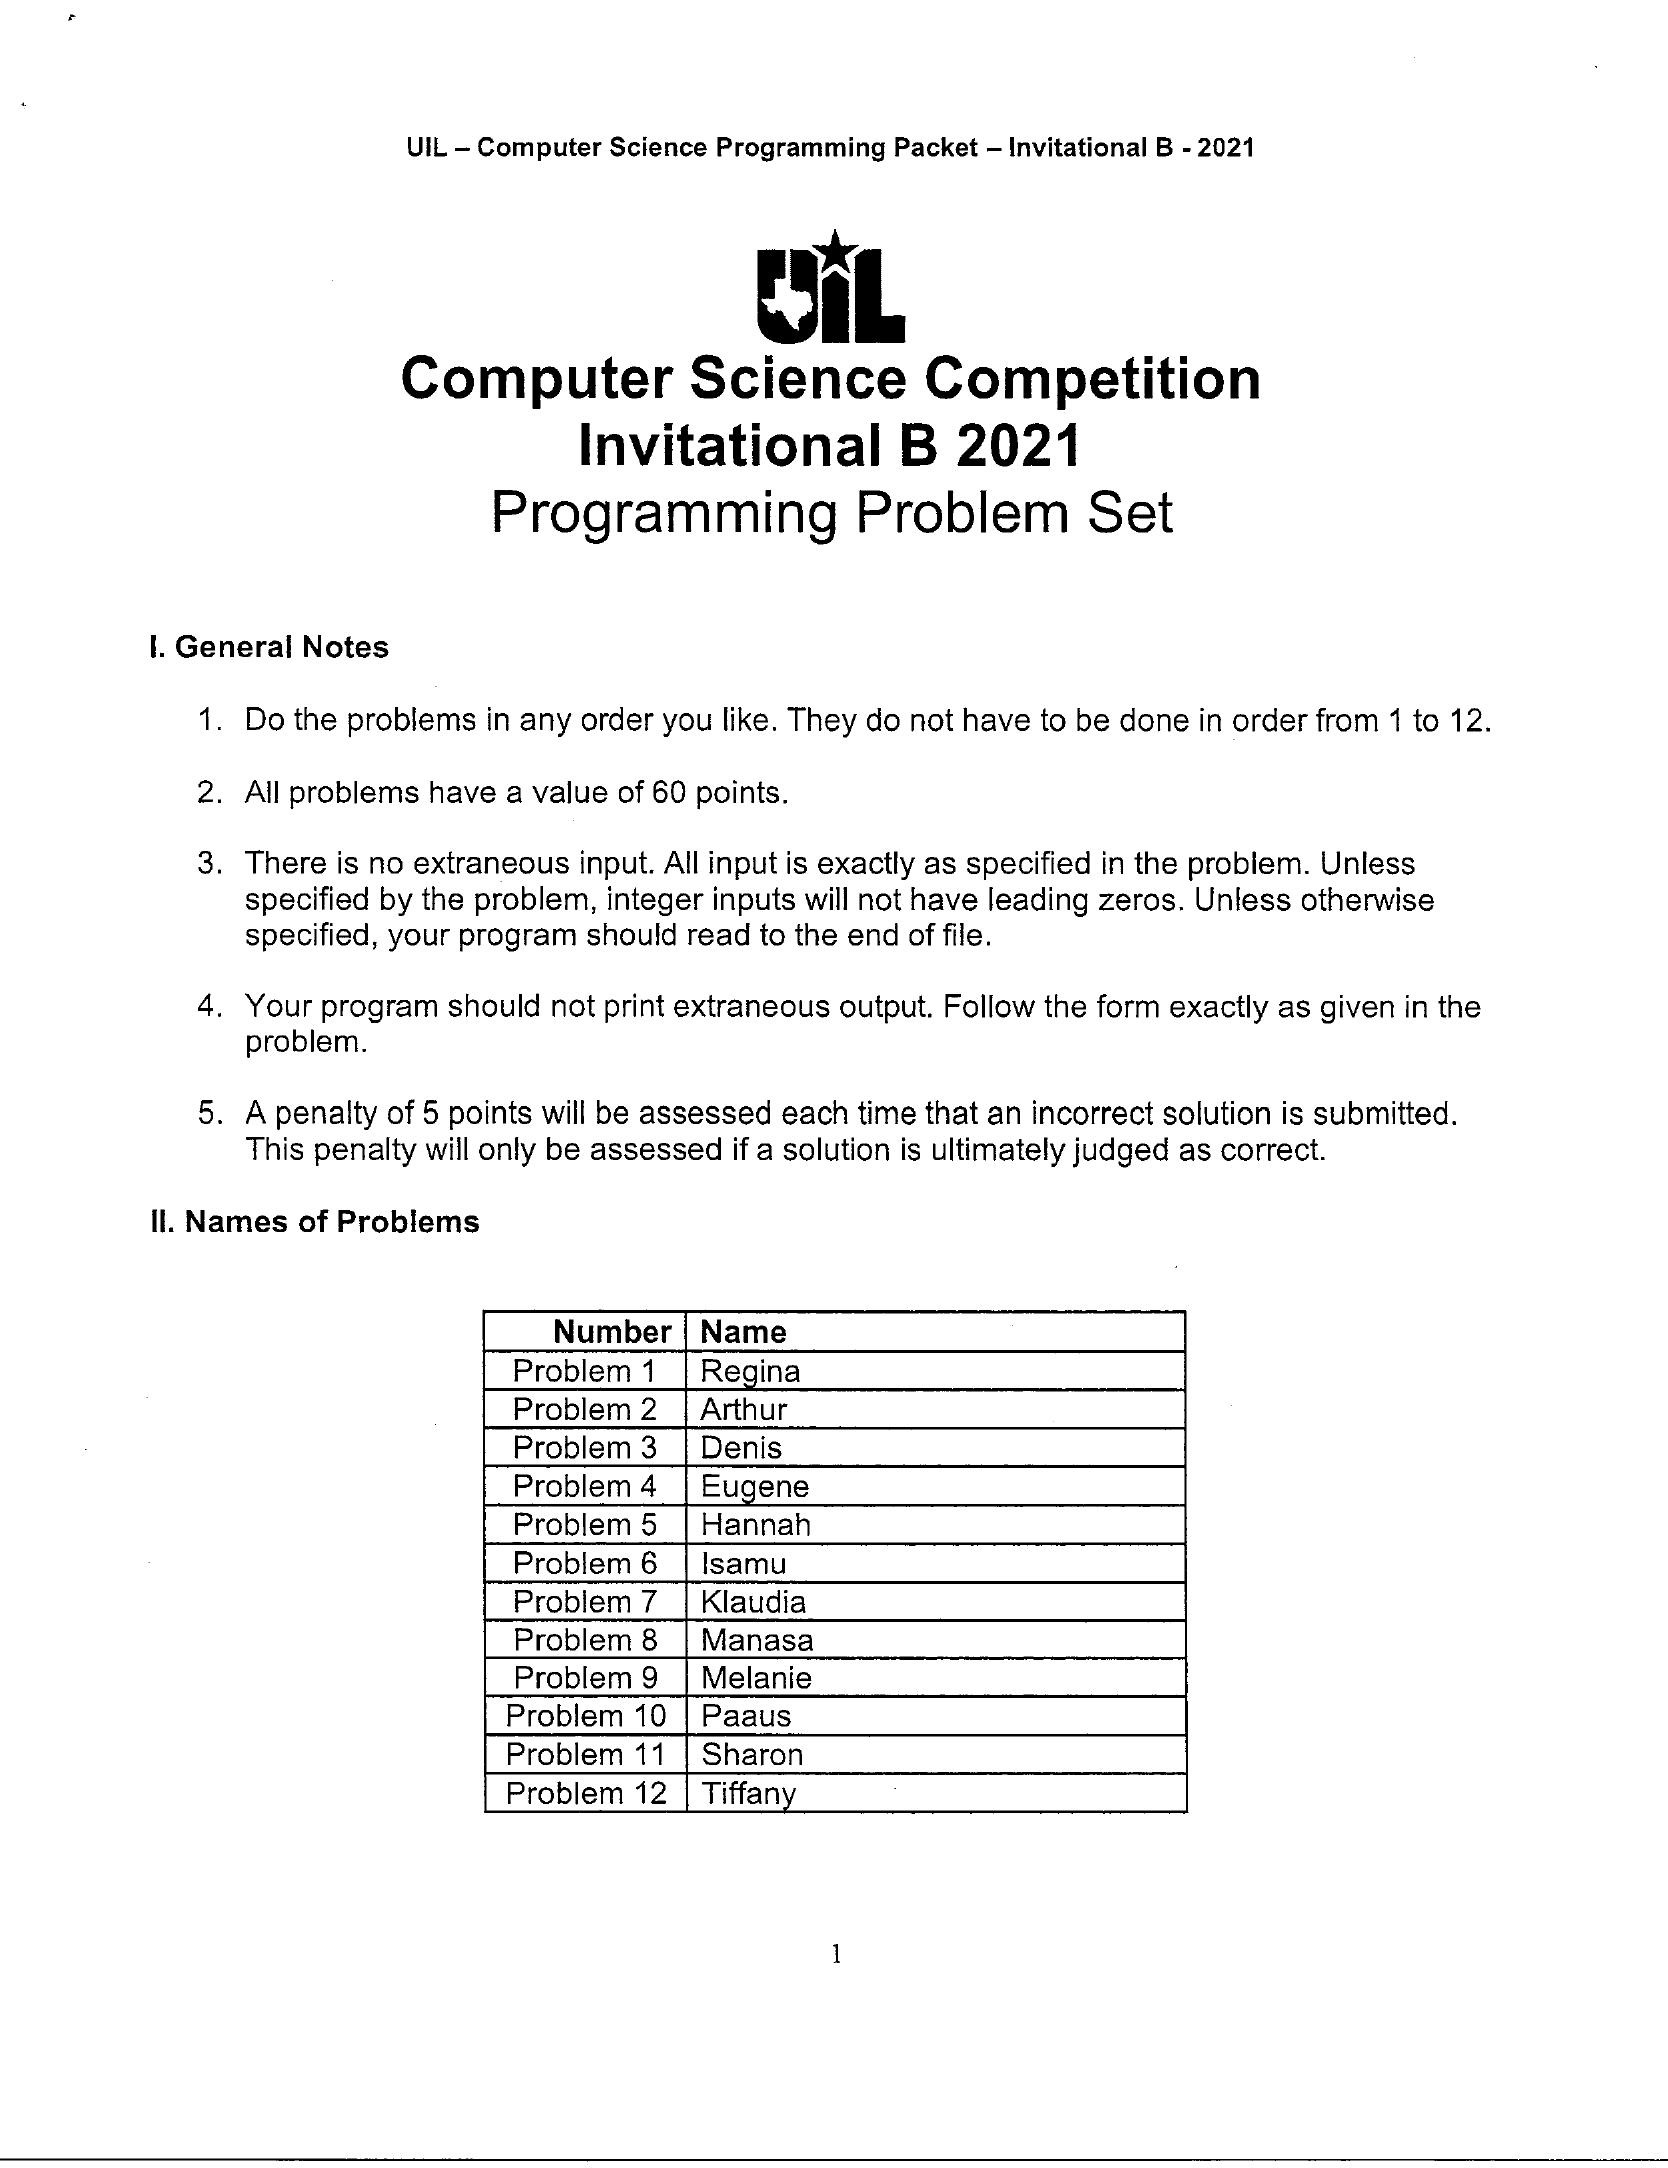 UIL – Computer Science Programming Packet – Invitational B - 2021
UIL
Computer Science Competition
Invitational B 2021
Programming Problem Set
I. General Notes
1. Do the problems in any order you like. They do not have to be done in order from 1 to 12.
2. All problems have a value of 60 points.
3. There is no extraneous input. All input is exactly as specified in the problem. Unless
specified by the problem, integer inputs will not have leading zeros. Unless otherwise
specified, your program should read to the end of file.
4. Your program should not print extraneous output. Follow the form exactly as given in the
problem.
5. A penalty of 5 points will be assessed each time that an incorrect solution is submitted.
This penalty will only be assessed if a solution is ultimately judged as correct.
II. Names of Problems
Number Name
Problem 1 Regina
Problem 2 Arthur
Problem 3 Denis
Problem 4 Eugene
Problem 5 Hannah
Problem 6 Isamu
Problem 7 Klaudia
Problem 8 Manasa
Problem 9 Melanie
Problem 10 Paaus
Problem 11 Sharon
Problem 12 Tiffany
1